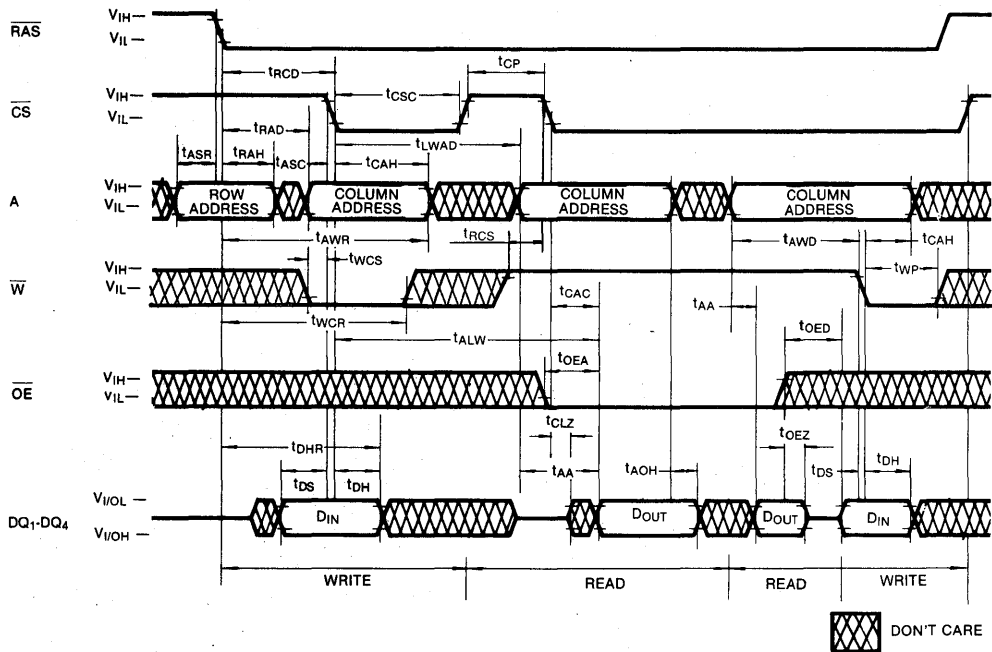 RAS
VIH
VIL
tRCD
tCP
CS
VIH
VIL
tCSC
tRAD
tLWAD
tASR
tRAH
tASC
tCAH
A
VIH
VIL
ROW ADDRESS
COLUMN ADDRESS
COLUMN ADDRESS
COLUMN ADDRESS
tRCS
tAWR
tAWD
tCAH
tWCS
tWP
W
VIH
VIL
tCAC
tAA
tWCR
tALW
tOED
tOEA
OE
VIH
VIL
tCLZ
tDHR
tOEZ
tAA
tAOH
tDS
tDH
tDS
tDH
DQ1-DQ4
VI/OL
VI/OH
DIN
DOUT
DOUT
DIN
WRITE
READ
READ
WRITE
DON'T CARE